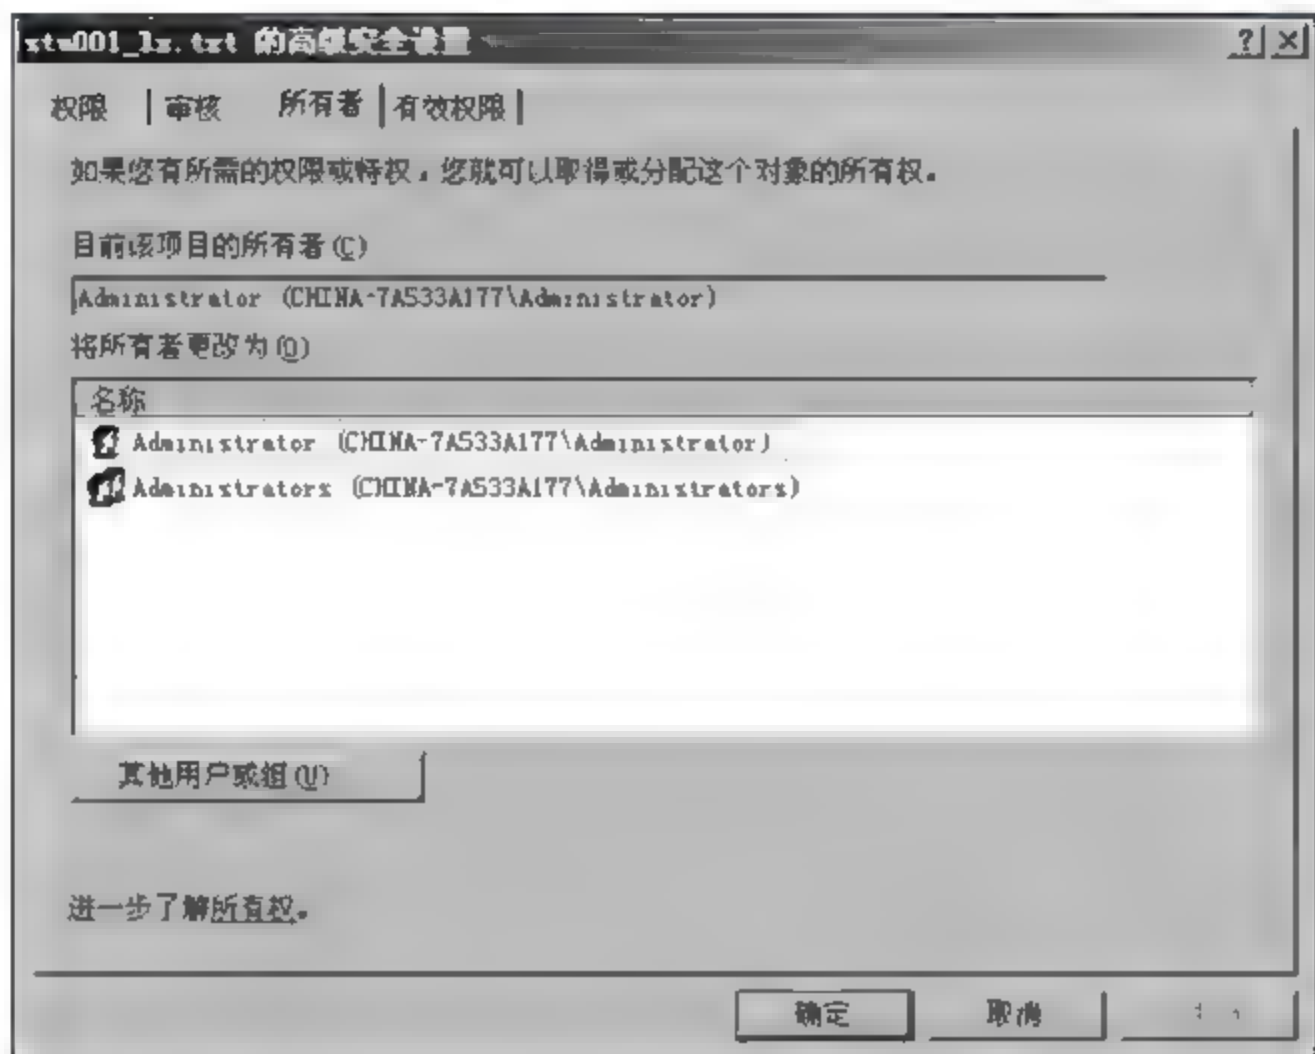 stu001_lx.txt 的高级安全设置
权限 审核 所有者 有效权限
如果您有所需的权限或特权，您就可以取得或分配这个对象的所有权。
目前该项目的所有者(C)
Administrator (CHINA-7A533A177\Administrator)
将所有者更改为(O)
名称
Administrator (CHINA-7A533A177\Administrator)
Administrators (CHINA-7A533A177\Administrators)
其他用户或组(U)
进一步了解所有权。
确定 取消